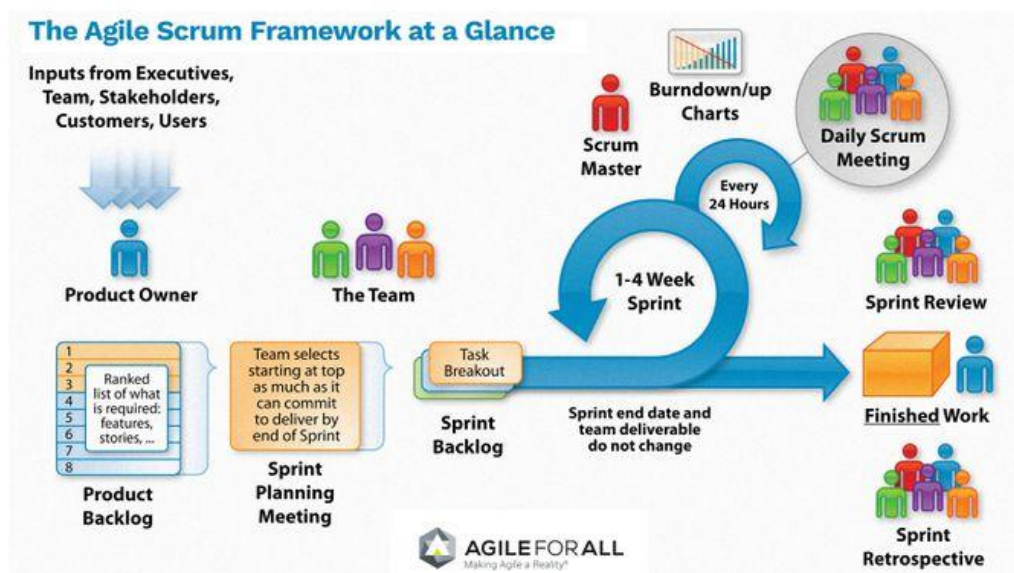 The Agile Scrum Framework at a Glance
Inputs from Executives,
Team, Stakeholders,
Customers, Users
Product Owner
The Team
Scrum
Master
Burndown/up
Charts
Daily Scrum
Meeting
Every
24 Hours
1-4 Week
Sprint
Sprint Review
1
2
3
4
5
6
7
8
Ranked
list of what
is required:
features,
stories, ...
Product
Backlog
Team selects
starting at top
as much as it
can commit
to deliver by
end of Sprint
Sprint
Planning
Meeting
Task
Breakout
Sprint
Backlog
Sprint end date and
team deliverable
do not change
Finished Work
Sprint
Retrospective
AGILE FOR ALL
Making Agile a Reality®